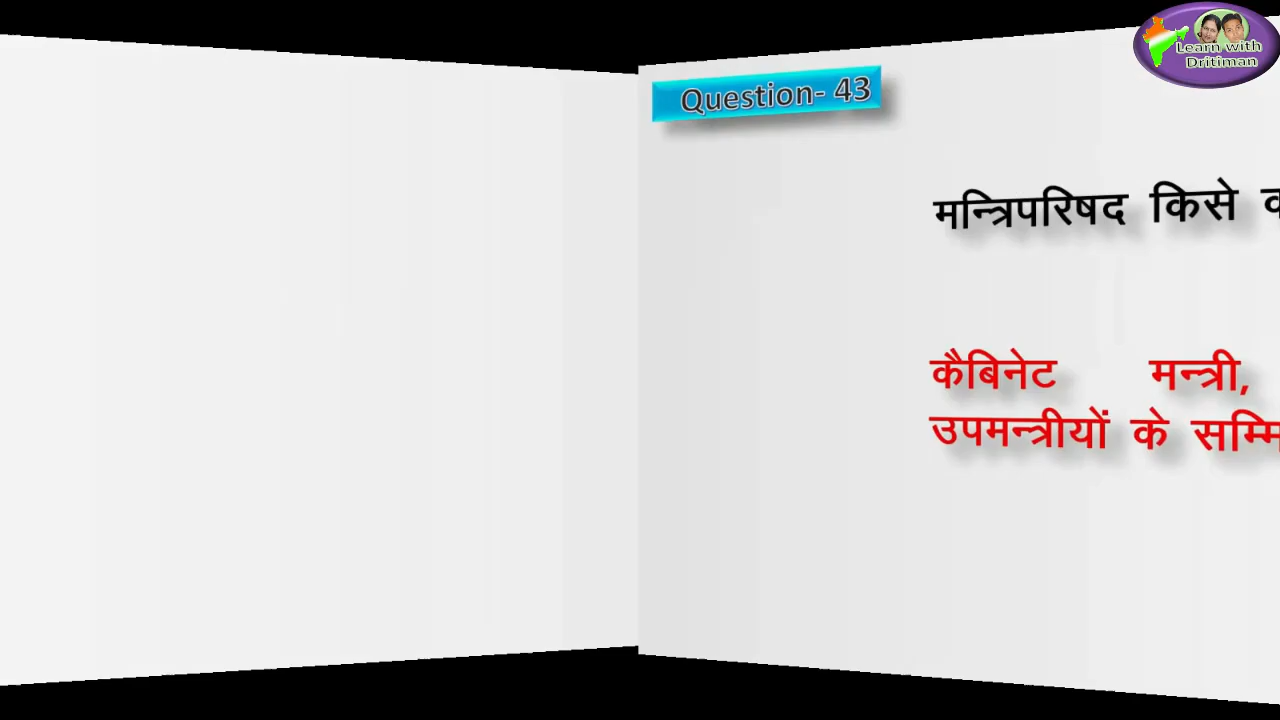 Learn with
Dritiman
Question- 43
मन्त्रिपरिषद किसे
कैबिनेट मन्त्री,
उपमन्त्रीयों के